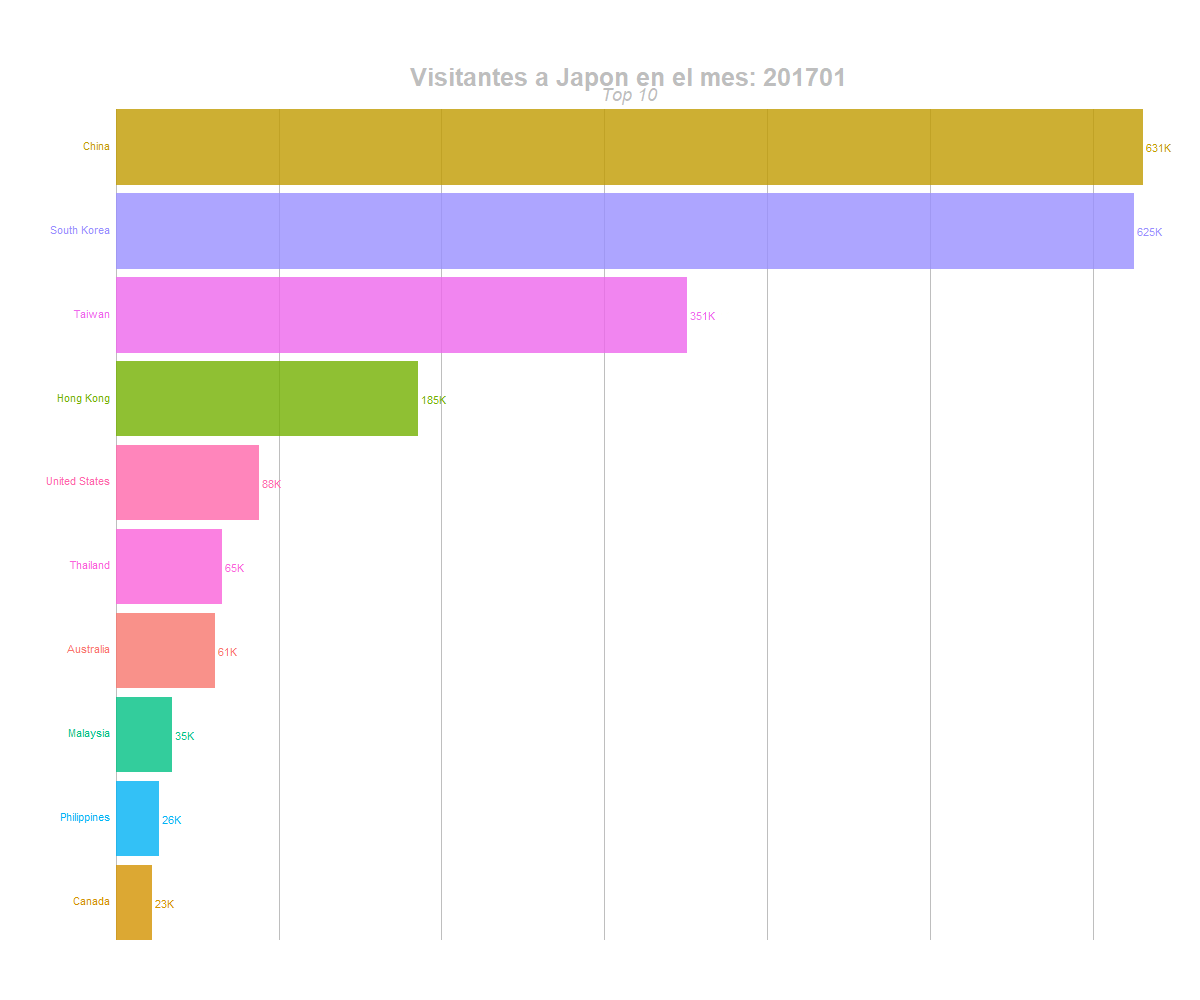 Visitantes a Japon en el mes: 201701
Top 10
China 631K
South Korea 625K
Taiwan 351K
Hong Kong 185K
United States 88K
Thailand 65K
Australia 61K
Malaysia 35K
Philippines 26K
Canada 23K